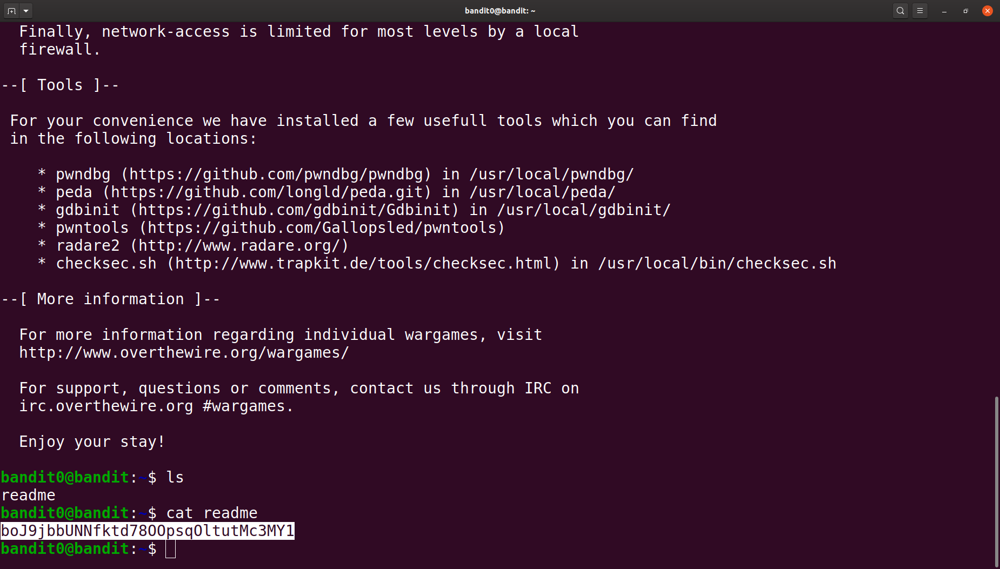 bandit0@bandit: ~
Finally, network-access is limited for most levels by a local
firewall.
--[ Tools ]--
For your convenience we have installed a few usefull tools which you can find
in the following locations:
* pwndbg (https://github.com/pwndbg/pwndbg) in /usr/local/pwndbg/
* peda (https://github.com/longld/peda.git) in /usr/local/peda/
* gdbinit (https://github.com/gdbinit/Gdbinit) in /usr/local/gdbinit/
* pwntools (https://github.com/Gallopsled/pwntools)
* radare2 (http://www.radare.org/)
* checksec.sh (http://www.trapkit.de/tools/checksec.html) in /usr/local/bin/checksec.sh
--[ More information ]--
For more information regarding individual wargames, visit
http://www.overthewire.org/wargames/
For support, questions or comments, contact us through IRC on
irc.overthewire.org #wargames.
Enjoy your stay!
bandit0@bandit:~$ ls
readme
bandit0@bandit:~$ cat readme
boJ9jbbUNNfktd78OOpsqOltutMc3MY1
bandit0@bandit:~$